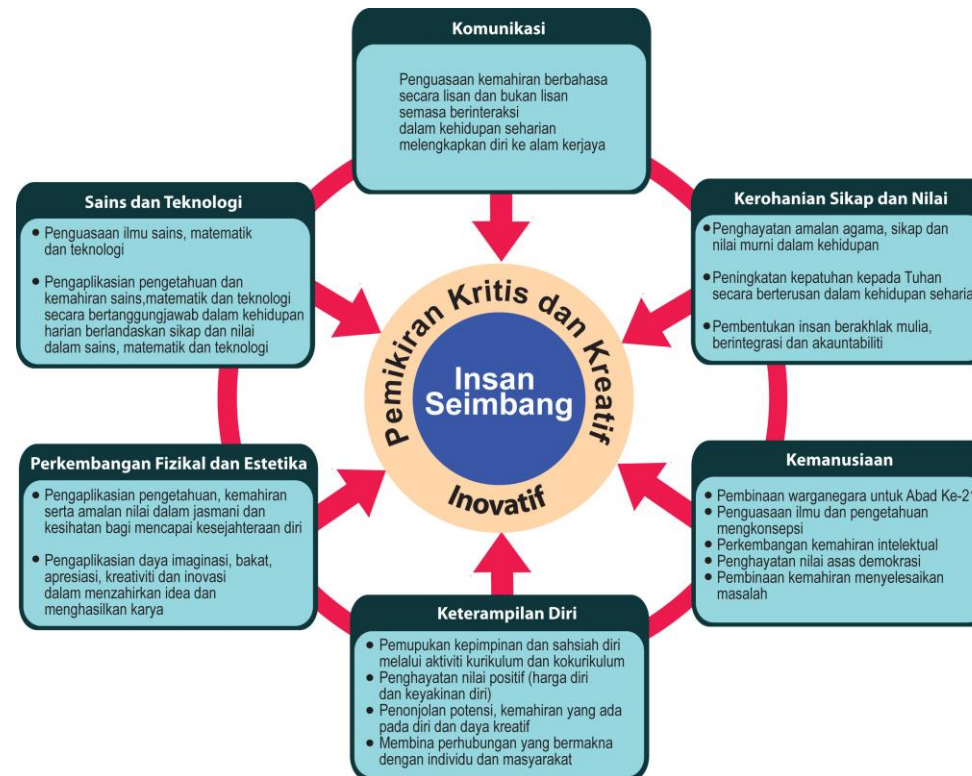 Komunikasi
Penguasaan kemahiran berbahasa
secara lisan dan bukan lisan
semasa berinteraksi
dalam kehidupan seharian
melengkapkan diri ke alam kerjaya
Sains dan Teknologi
● Penguasaan ilmu sains, matematik
dan teknologi
● Pengaplikasian pengetahuan dan
kemahiran sains,matematik dan teknologi
secara bertanggungjawab dalam kehidupan
harian berlandaskan sikap dan nilai
dalam sains, matematik dan teknologi
Kerohanian Sikap dan Nilai
● Penghayatan amalan agama, sikap dan
nilai murni dalam kehidupan
● Peningkatan kepatuhan kepada Tuhan
secara berterusan dalam kehidupan seharia
● Pembentukan insan berakhlak mulia,
berintegrasi dan akauntabiliti
Pemikiran Kritis dan Kreatif
Insan
Seimbang
Inovatif
Perkembangan Fizikal dan Estetika
● Pengaplikasian pengetahuan, kemahiran
serta amalan nilai dalam jasmani dan
kesihatan bagi mencapai kesejahteraan diri
● Pengaplikasian daya imaginasi, bakat,
apresiasi, kreativiti dan inovasi
dalam menzahirkan idea dan
menghasilkan karya
Kemanusiaan
● Pembinaan warganegara untuk Abad Ke-21
● Penguasaan ilmu dan pengetahuan
mengkonsepsi
● Perkembangan kemahiran intelektual
● Penghayatan nilai asas demokrasi
● Pembinaan kemahiran menyelesaikan
masalah
Keterampilan Diri
● Pemupukan kepimpinan dan sahsiah diri
melalui aktiviti kurikulum dan kokurikulum
● Penghayatan nilai positif (harga diri
dan keyakinan diri)
● Penonjolan potensi, kemahiran yang ada
pada diri dan daya kreatif
● Membina perhubungan yang bermakna
dengan individu dan masyarakat